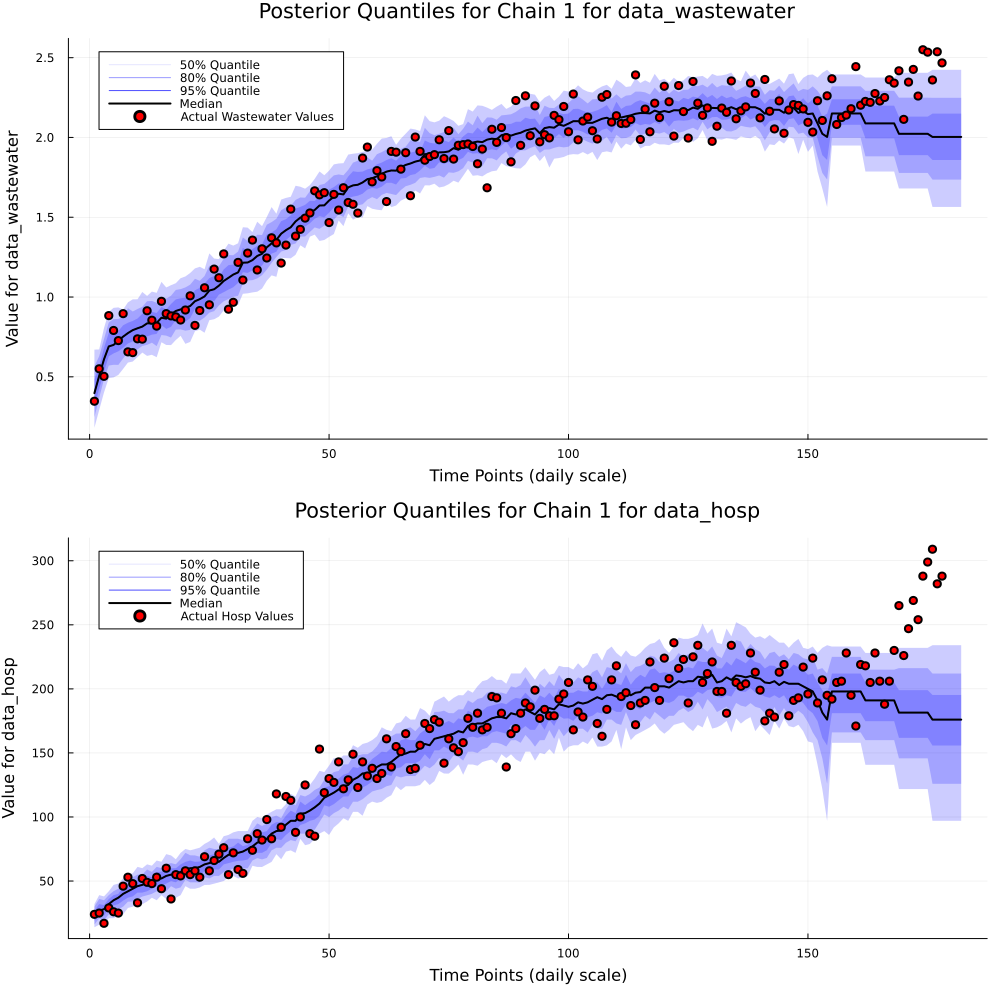 Posterior Quantiles for Chain 1 for data_wastewater
Value for data_wastewater
2.5
2.0
1.5
1.0
0.5
50% Quantile
80% Quantile
95% Quantile
Median
Actual Wastewater Values
0
50
100
150
Time Points (daily scale)
Posterior Quantiles for Chain 1 for data_hosp
Value for data_hosp
300
250
200
150
100
50
50% Quantile
80% Quantile
95% Quantile
Median
Actual Hosp Values
0
50
100
150
Time Points (daily scale)